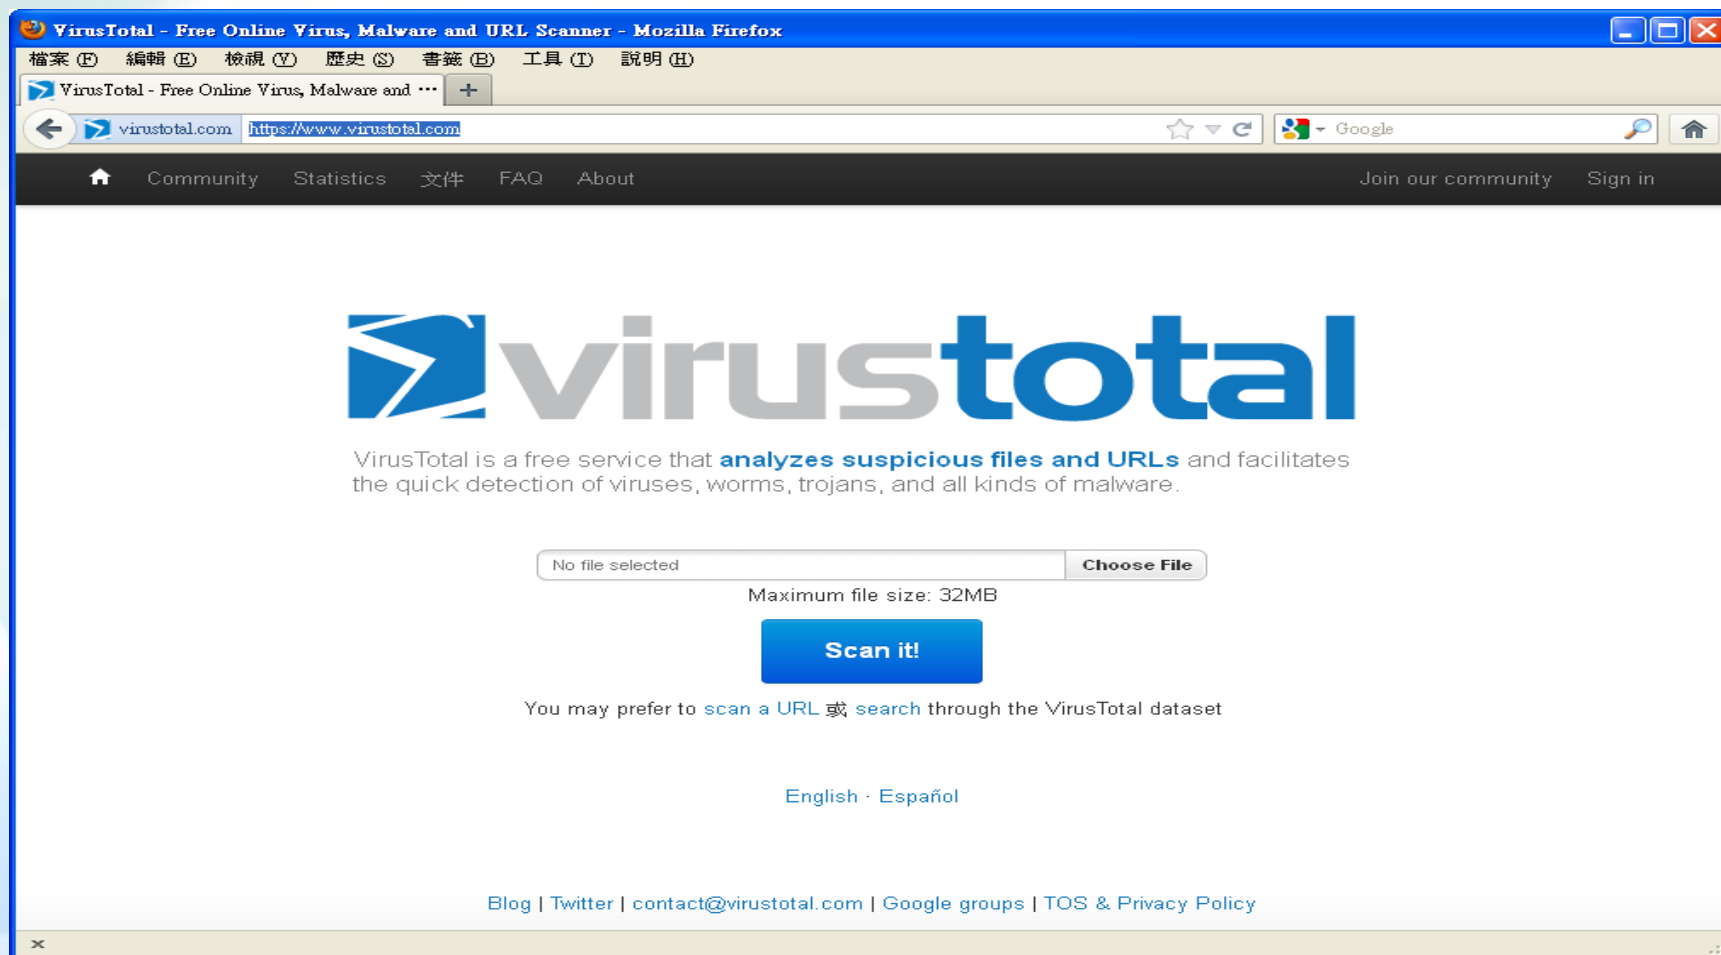 VirusTotal - Free Online Virus, Malware and URL Scanner - Mozilla Firefox
檔案(F) 編輯(E) 檢視(V) 歷史(S) 書籤(B) 工具(T) 說明(H)
VirusTotal - Free Online Virus, Malware and ...
virustotal.com https://www.virustotal.com Google
Community Statistics 文件 FAQ About Join our community Sign in
virustotal
VirusTotal is a free service that analyzes suspicious files and URLs and facilitates
the quick detection of viruses, worms, trojans, and all kinds of malware.
No file selected Choose File
Maximum file size: 32MB
Scan it!
You may prefer to scan a URL 或 search through the VirusTotal dataset
English · Español
Blog | Twitter | contact@virustotal.com | Google groups | TOS & Privacy Policy